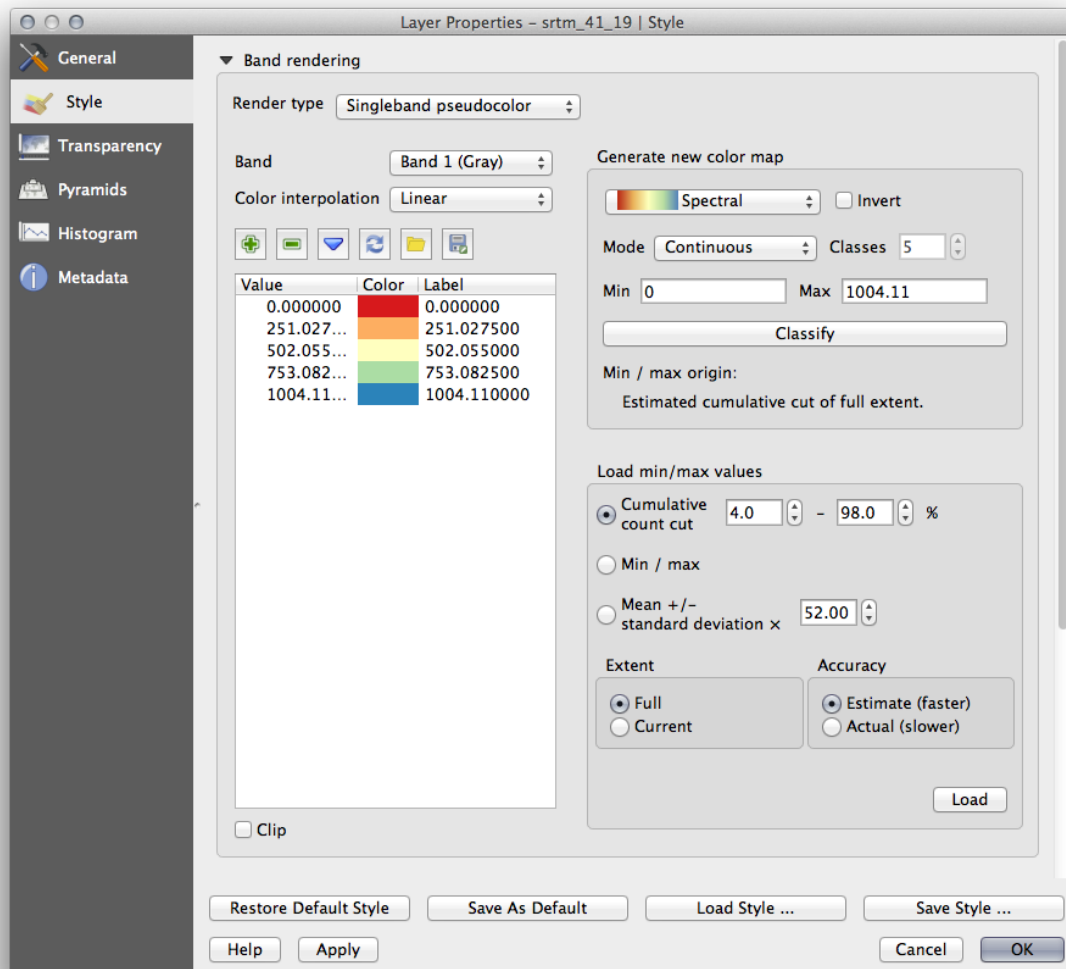 Layer Properties – srtm_41_19 | Style
General
Style
Transparency
Pyramids
Histogram
Metadata
Band rendering
Render type Singleband pseudocolor
Band Band 1 (Gray)
Color interpolation Linear
Value Color Label
0.000000 0.000000
251.027... 251.027500
502.055... 502.055000
753.082... 753.082500
1004.11... 1004.110000
Clip
Generate new color map
Spectral Invert
Mode Continuous Classes 5
Min 0 Max 1004.11
Classify
Min / max origin:
Estimated cumulative cut of full extent.
Load min/max values
Cumulative
count cut 4.0 – 98.0 %
Min / max
Mean +/-
standard deviation × 52.00
Extent
Full
Current
Accuracy
Estimate (faster)
Actual (slower)
Load
Restore Default Style Save As Default Load Style ... Save Style ...
Help Apply Cancel OK